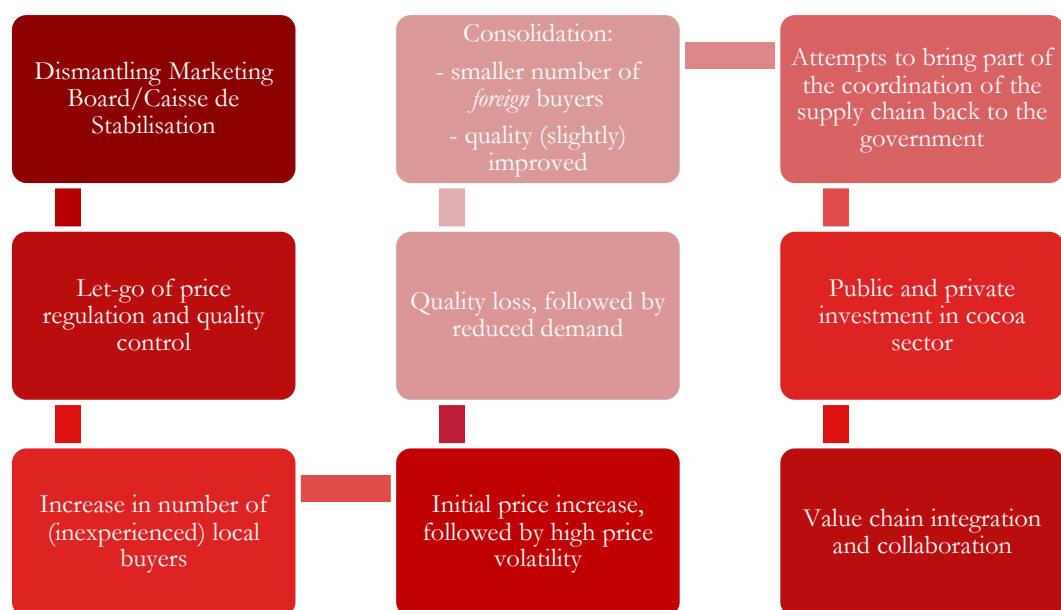 Dismantling Marketing
Board/Caisse de
Stabilisation
Let-go of price
regulation and quality
control
Increase in number of
(inexperienced) local
buyers
Initial price increase,
followed by high price
volatility
Quality loss, followed by
reduced demand
Consolidation:
- smaller number of
foreign buyers
- quality (slightly)
improved
Attempts to bring part of
the coordination of the
supply chain back to the
government
Public and private
investment in cocoa
sector
Value chain integration
and collaboration